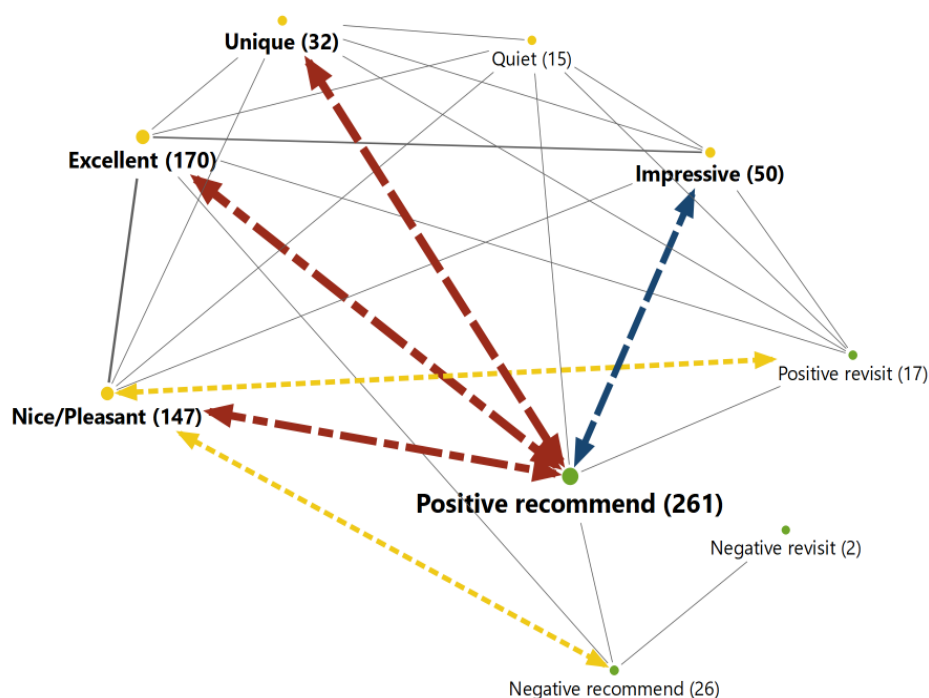 Unique (32)
Quiet (15)
Excellent (170)
Impressive (50)
Positive revisit (17)
Nice/Pleasant (147)
Positive recommend (261)
Negative revisit (2)
Negative recommend (26)